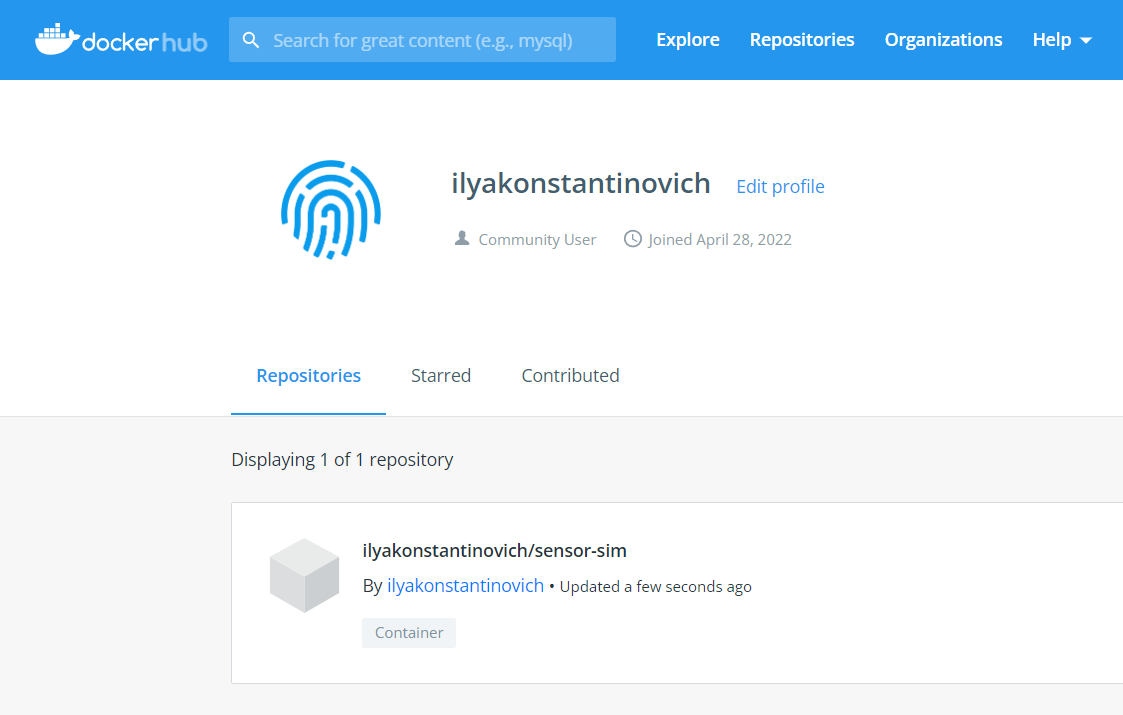 docker hub Search for great content (e.g., mysql) Explore Repositories Organizations Help
ilyakonstantinovich Edit profile
Community User Joined April 28, 2022
Repositories Starred Contributed
Displaying 1 of 1 repository
ilyakonstantinovich/sensor-sim
By ilyakonstantinovich • Updated a few seconds ago
Container